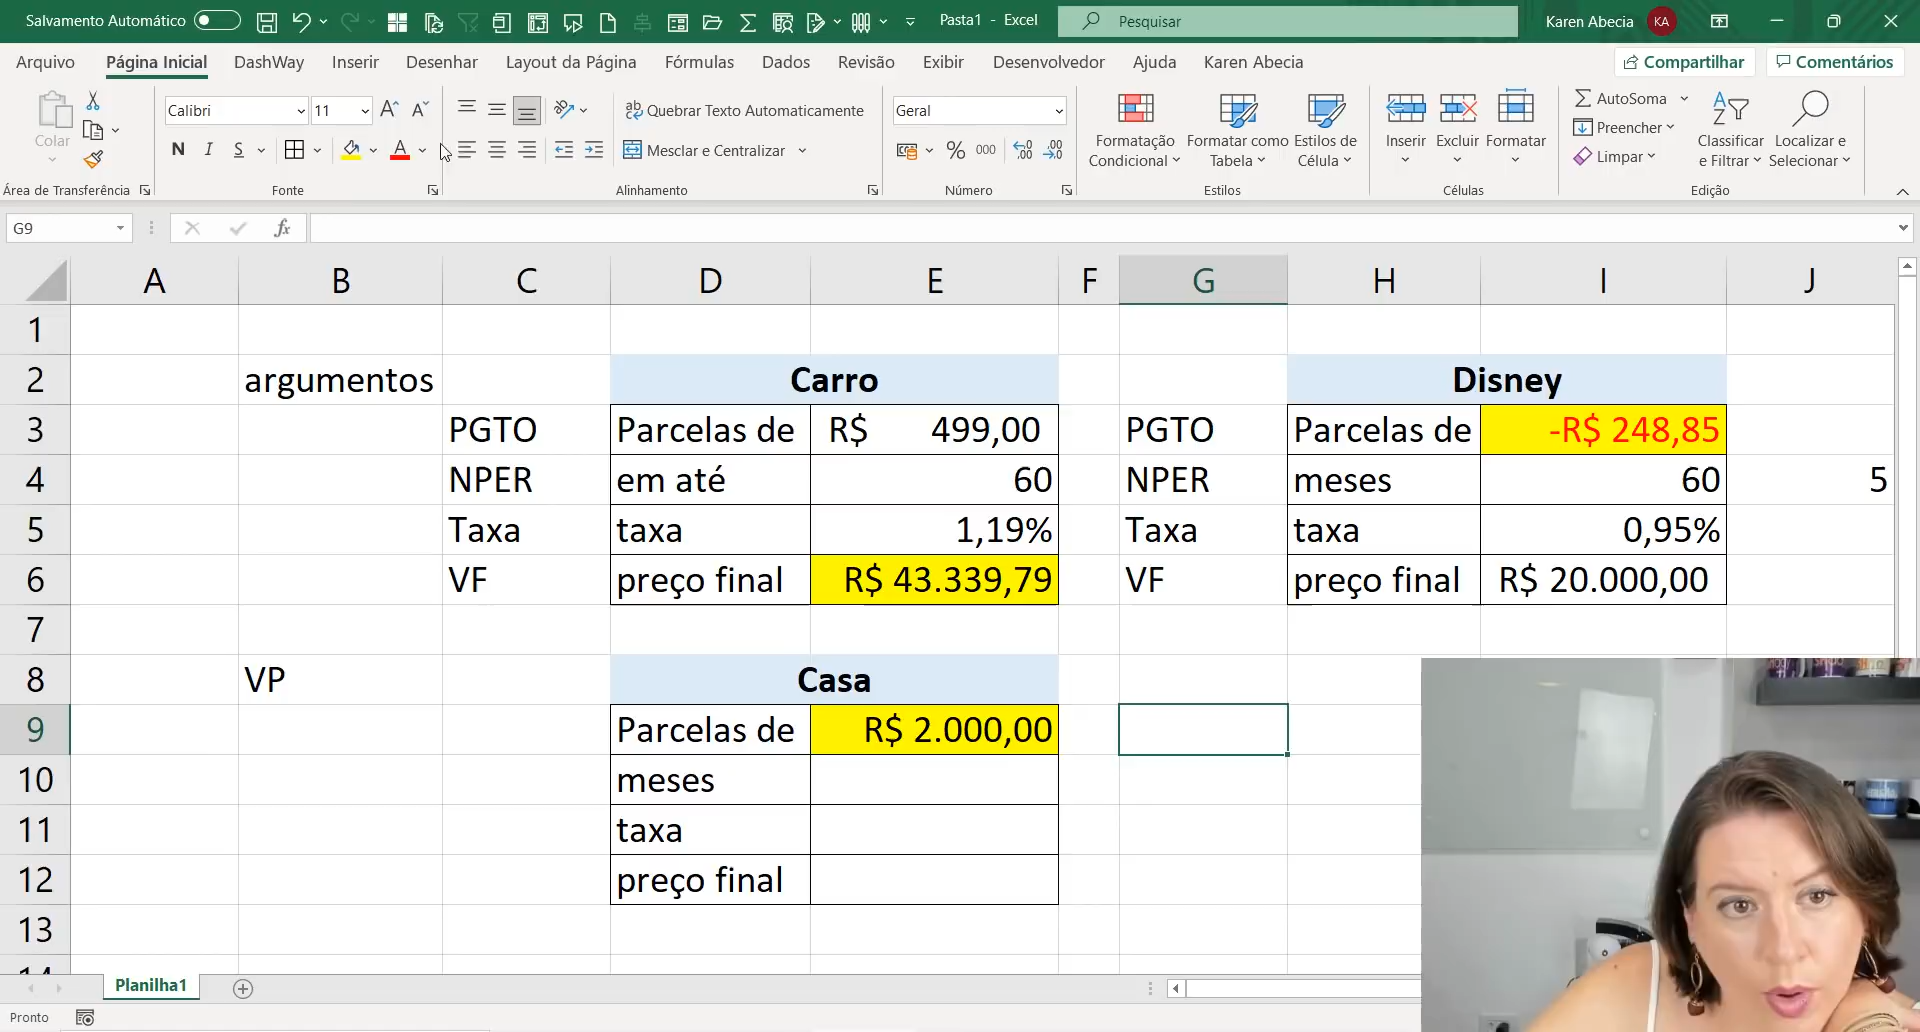 Salvamento Automático
Pasta1 - Excel
Pesquisar
Karen Abecia
KA
Arquivo
Página Inicial
DashWay
Inserir
Desenhar
Layout da Página
Fórmulas
Dados
Revisão
Exibir
Desenvolvedor
Ajuda
Karen Abecia
Compartilhar
Comentários
Colar
Área de Transferência
Calibri
11
N I S
Fonte
Quebrar Texto Automaticamente
Mesclar e Centralizar
Alinhamento
Geral
% 000
Número
Formatação Condicional
Formatar como Tabela
Estilos de Célula
Estilos
Inserir
Excluir
Formatar
Células
AutoSoma
Preencher
Limpar
Classificar e Filtrar
Localizar e Selecionar
Edição
G9
fx
A B C D E F G H I J
1
2 argumentos Carro Disney
3 PGTO Parcelas de R$ 499,00 PGTO Parcelas de -R$ 248,85
4 NPER em até 60 NPER meses 60 5
5 Taxa taxa 1,19% Taxa taxa 0,95%
6 VF preço final R$ 43.339,79 VF preço final R$ 20.000,00
7
8 VP Casa
9 Parcelas de R$ 2.000,00
10 meses
11 taxa
12 preço final
13
14
Planilha1
Pronto